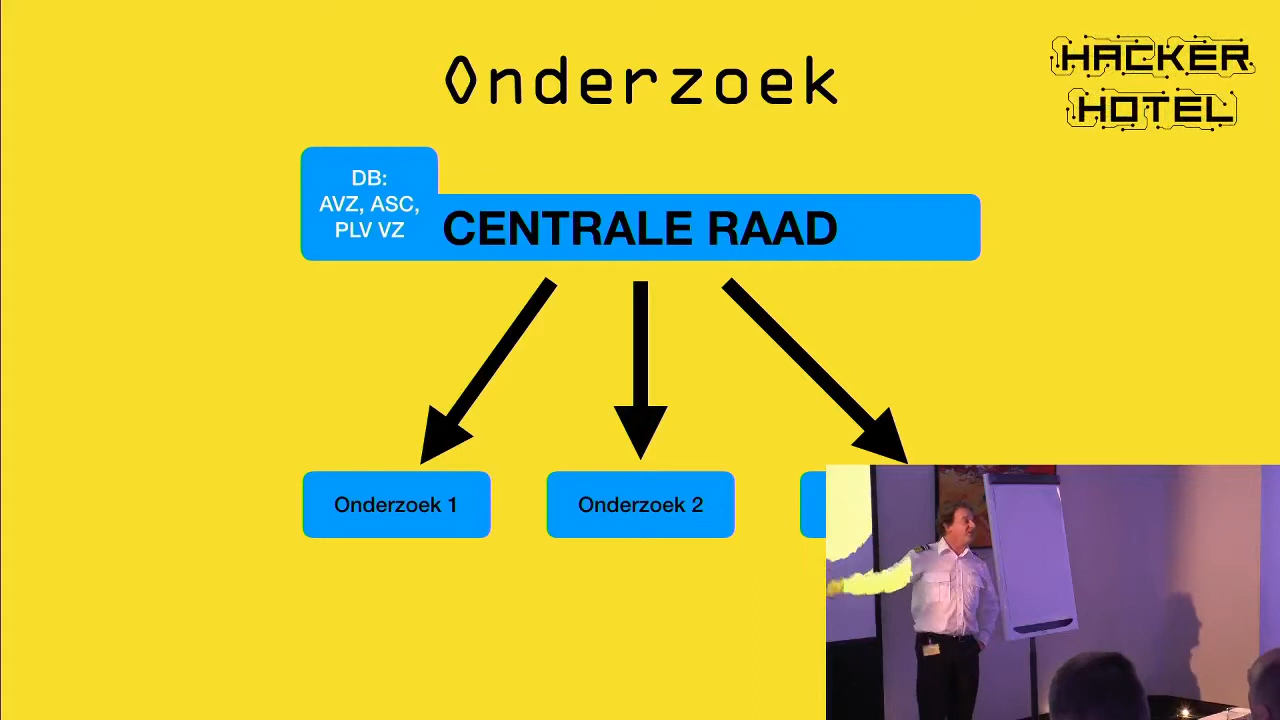 Onderzoek
HACKER
HOTEL
DB:
AVZ, ASC,
PLV VZ
CENTRALE RAAD
Onderzoek 1
Onderzoek 2